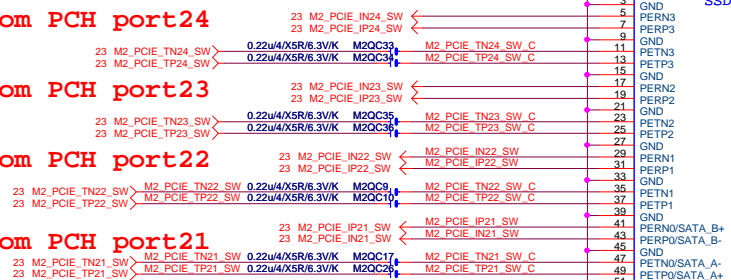 3 GND SSD
om PCH port24
23 M2_PCIE_IN24_SW 5 PERN3
23 M2_PCIE_IP24_SW 7 PERP3
9 GND
23 M2_PCIE_TN24_SW 0.22u/4/X5R/6.3V/K M2QC33 M2_PCIE_TN24_SW_C 11 PETN3
23 M2_PCIE_TP24_SW 0.22u/4/X5R/6.3V/K M2QC34 M2_PCIE_TP24_SW_C 13 PETP3
15 GND
om PCH port23
23 M2_PCIE_IN23_SW 17 PERN2
23 M2_PCIE_IP23_SW 19 PERP2
21 GND
23 M2_PCIE_TN23_SW 0.22u/4/X5R/6.3V/K M2QC35 M2_PCIE_TN23_SW_C 23 PETN2
23 M2_PCIE_TP23_SW 0.22u/4/X5R/6.3V/K M2QC36 M2_PCIE_TP23_SW_C 25 PETP2
27 GND
om PCH port22
23 M2_PCIE_IN22_SW M2_PCIE_IN22_SW 29 PERN1
23 M2_PCIE_IP22_SW M2_PCIE_IP22_SW 31 PERP1
33 GND
23 M2_PCIE_TN22_SW M2_PCIE_TN22_SW 0.22u/4/X5R/6.3V/K M2QC9 M2_PCIE_TN22_SW_C 35 PETN1
23 M2_PCIE_TP22_SW M2_PCIE_TP22_SW 0.22u/4/X5R/6.3V/K M2QC10 M2_PCIE_TP22_SW_C 37 PETP1
39 GND
23 M2_PCIE_IP21_SW M2_PCIE_IP21_SW 41 PERN0/SATA_B+
23 M2_PCIE_IN21_SW M2_PCIE_IN21_SW 43 PERP0/SATA_B-
om PCH port21
45 GND
23 M2_PCIE_TN21_SW M2_PCIE_TN21_SW 0.22u/4/X5R/6.3V/K M2QC17 M2_PCIE_TN21_SW_C 47 PETN0/SATA_A-
23 M2_PCIE_TP21_SW M2_PCIE_TP21_SW 0.22u/4/X5R/6.3V/K M2QC26 M2_PCIE_TP21_SW_C 49 PETP0/SATA_A+